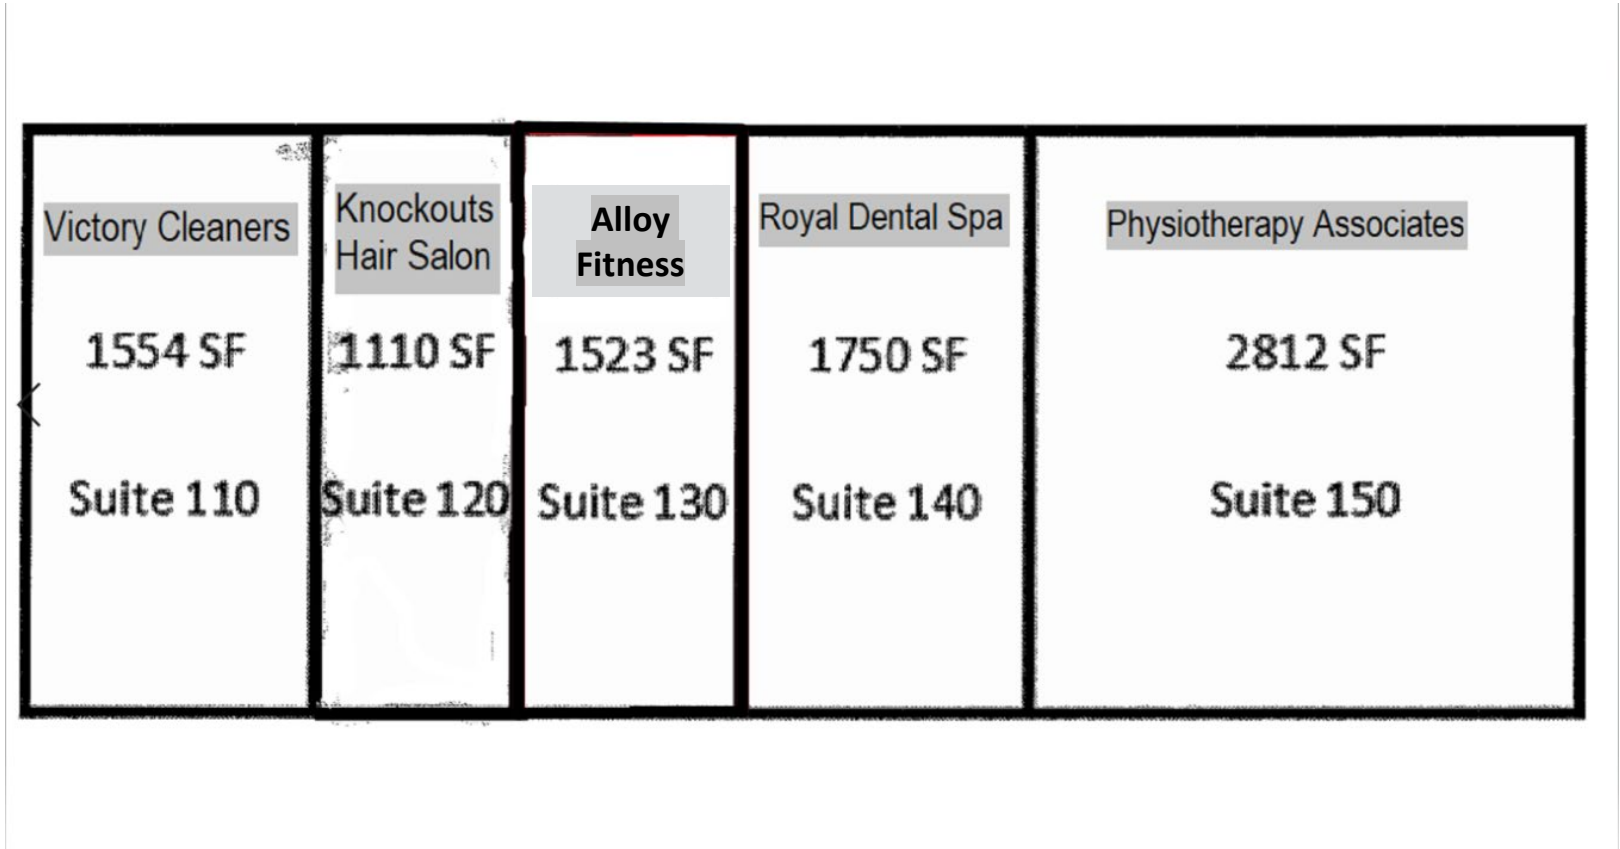 Victory Cleaners
1554 SF
Suite 110
Knockouts
Hair Salon
1110 SF
Suite 120
Alloy
Fitness
1523 SF
Suite 130
Royal Dental Spa
1750 SF
Suite 140
Physiotherapy Associates
2812 SF
Suite 150